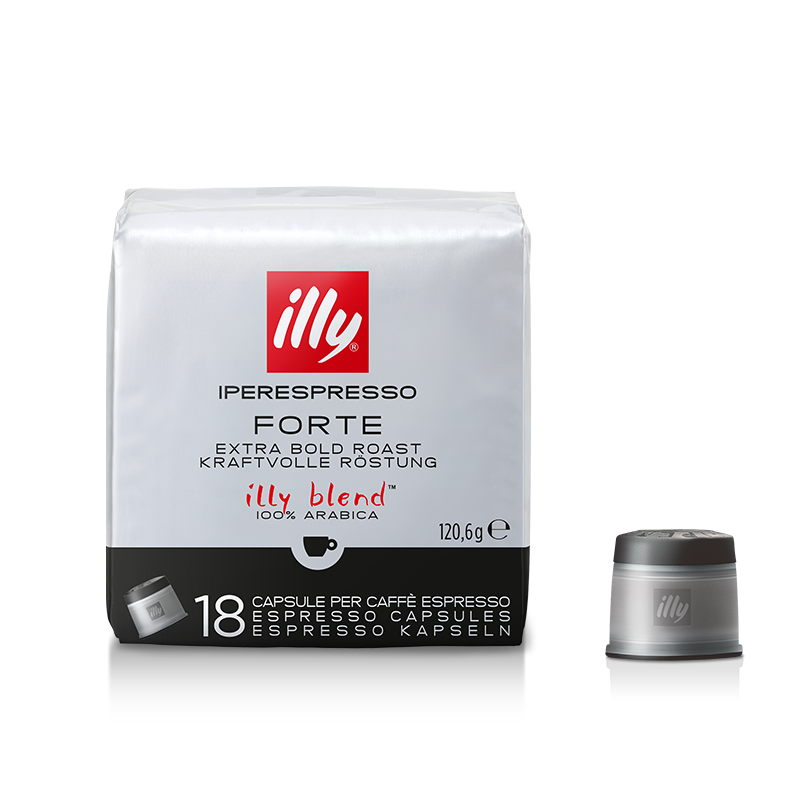 illy®
IPERESPRESSO
FORTE
EXTRA BOLD ROAST
KRAFTVOLLE RÖSTUNG
illy blend™
100% ARABICA
120,6g ℮
18 CAPSULE PER CAFFÈ ESPRESSO
ESPRESSO CAPSULES
ESPRESSO KAPSELN
illy